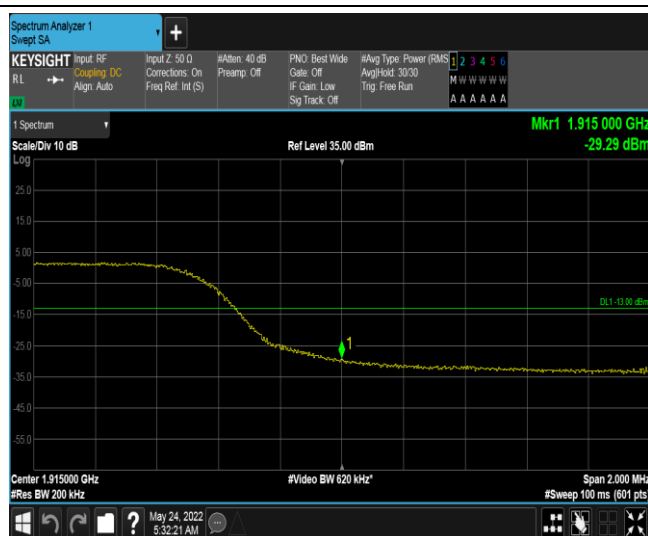 Spectrum Analyzer 1
Swept SA
KEYSIGHT
RL
LM
Input: RF
Coupling: DC
Align: Auto
Input Z: 50 Ω
Corrections: On
Freq Ref: Int (S)
#Atten: 40 dB
Preamp: Off
PNO: Best Wide
Gate: Off
IF Gain: Low
Sig Track: Off
#Avg Type: Power (RMS
Avg|Hold: 30/30
Trig: Free Run
1 2 3 4 5 6
M W W W W W
A A A A A A
1 Spectrum
Mkr1 1.915 000 GHz
-29.29 dBm
Scale/Div 10 dB
Ref Level 35.00 dBm
Log
25.0
15.0
5.00
-5.00
DL1 -13.00 dBm
-15.0
1
-25.0
-35.0
-45.0
-55.0
Center 1.915000 GHz
#Video BW 620 kHz*
Span 2.000 MHz
#Res BW 200 kHz
#Sweep 100 ms (601 pts)
?
May 24, 2022
5:32:21 AM